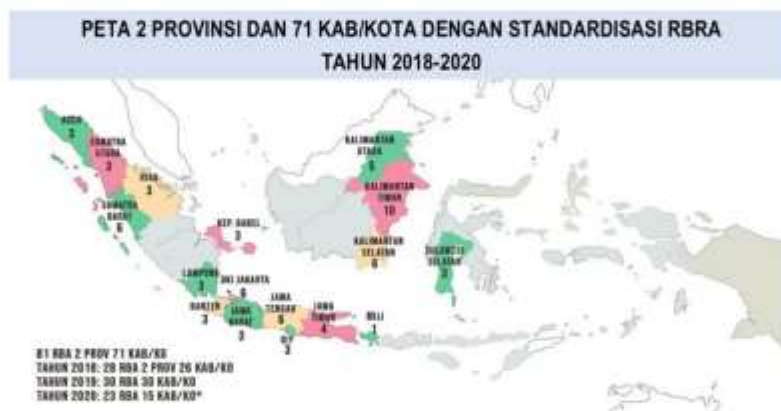 PETA 2 PROVINSI DAN 71 KAB/KOTA DENGAN STANDARDISASI RBRA
TAHUN 2018-2020
ACEH
3
SUMATRA
UTARA
3
RIAU
3
SUMATRA
BARAT
6
KEP. BABEL
3
LAMPUNG
3
DKI JAKARTA
6
BANTEN
3
JAWA
BARAT
3
JAWA
TENGAH
DIY
3
JAWA
TIMUR
4
BALI
1
KALIMANTAN
UTARA
KALIMANTAN
TIMUR
10
KALIMANTAN
SELATAN
6
SULAWESI
SELATAN
3
81 RBA 2 PROV 71 KAB/KO
TAHUN 2018: 28 RBA 2 PROV 26 KAB/KO
TAHUN 2019: 30 RBA 30 KAB/KO
TAHUN 2020: 23 RBA 15 KAB/KO*